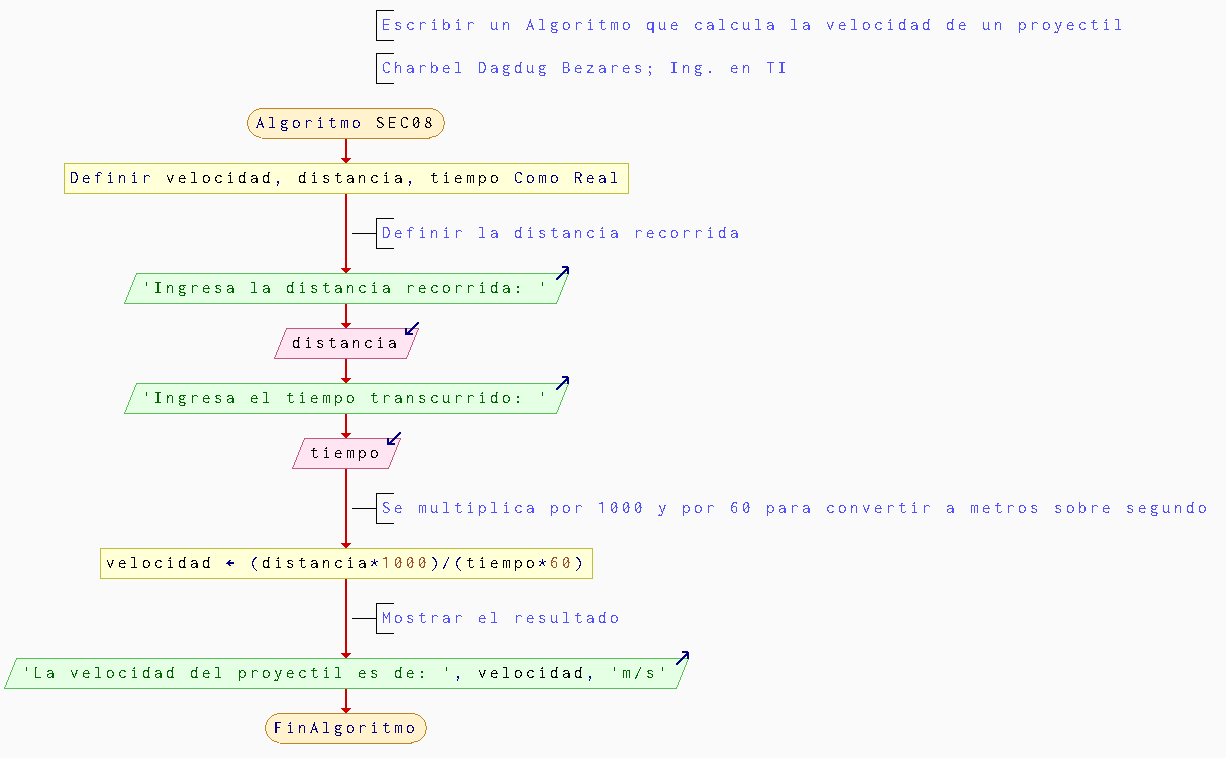 Escribir un Algoritmo que calcula la velocidad de un proyectil
Charbel Dagdug Bezares; Ing. en TI
Algoritmo SEC08
Definir velocidad, distancia, tiempo Como Real
Definir la distancia recorrida
'Ingresa la distancia recorrida: '
distancia
'Ingresa el tiempo transcurrido: '
tiempo
Se multiplica por 1000 y por 60 para convertir a metros sobre segundo
velocidad ← (distancia*1000)/(tiempo*60)
Mostrar el resultado
'La velocidad del proyectil es de: ', velocidad, 'm/s'
FinAlgoritmo